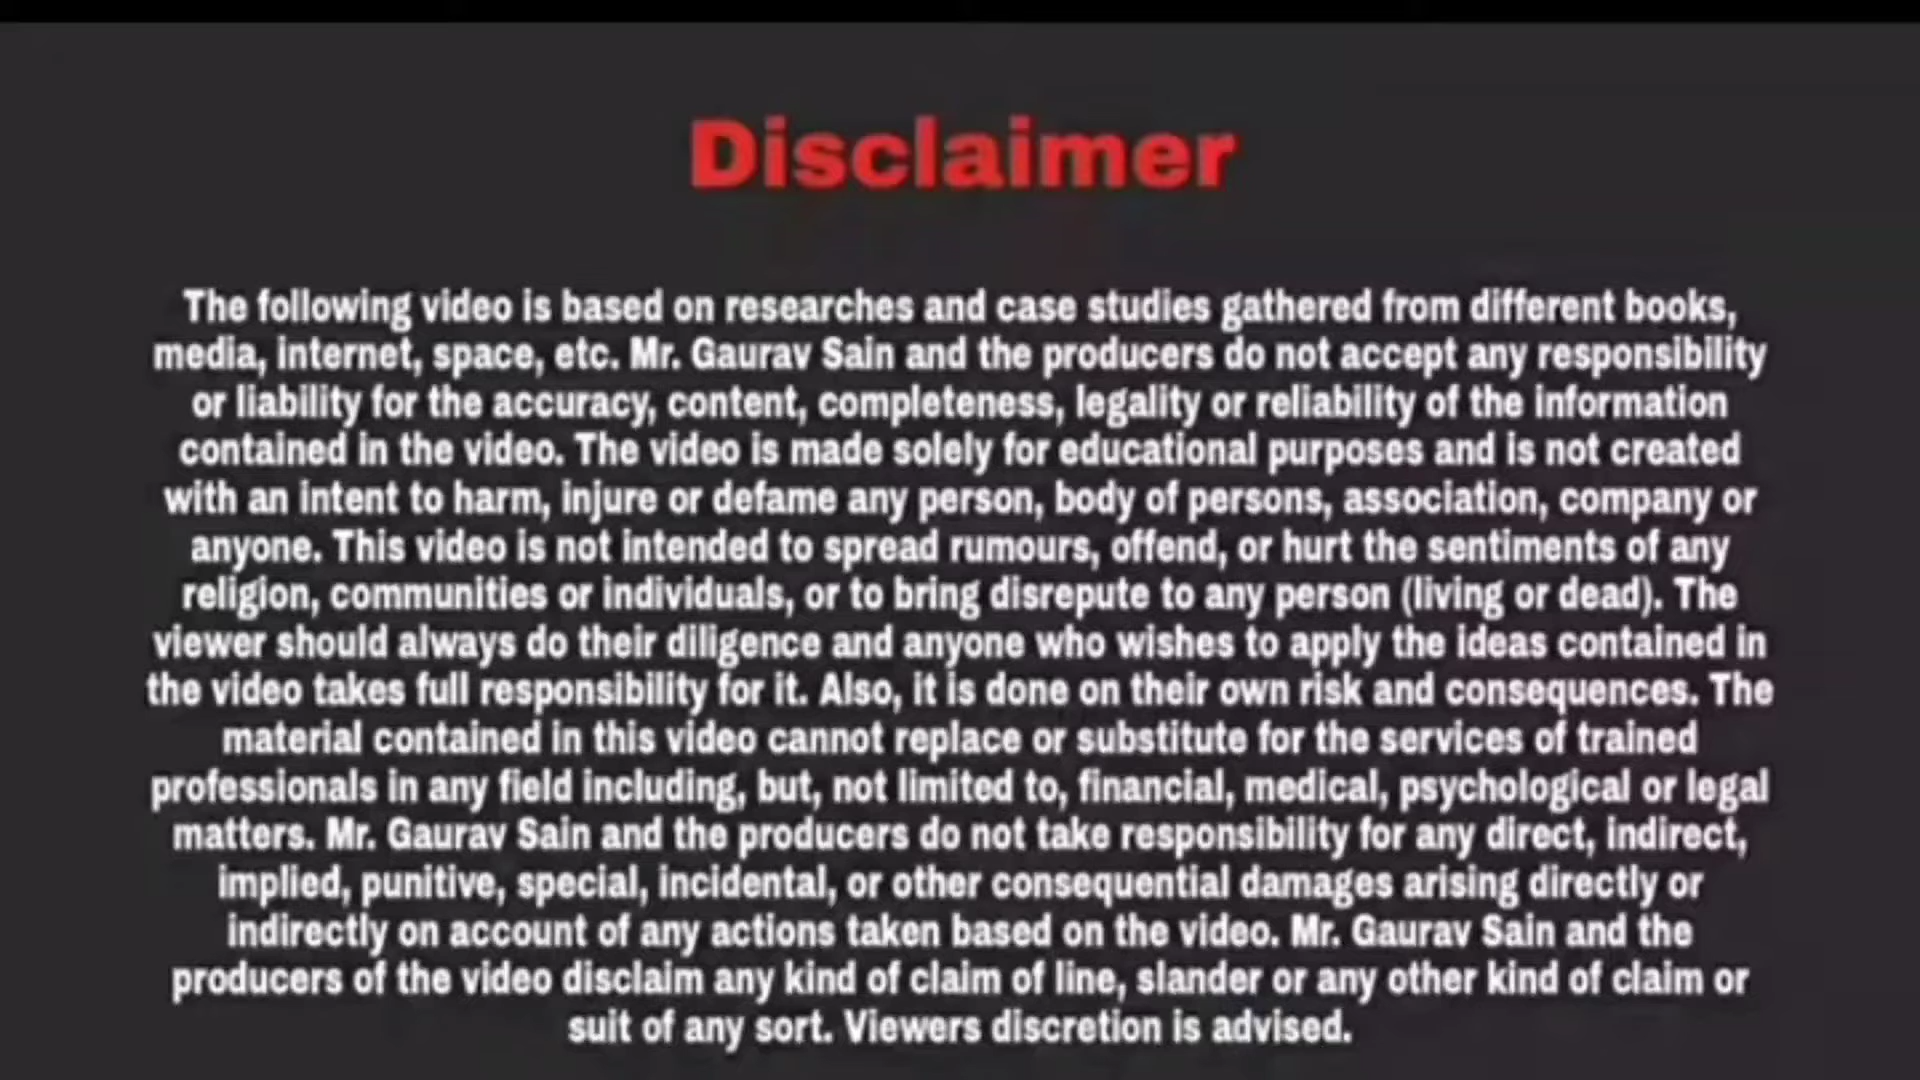 Disclaimer
The following video is based on researches and case studies gathered from different books,
media, internet, space, etc. Mr. Gaurav Sain and the producers do not accept any responsibility
or liability for the accuracy, content, completeness, legality or reliability of the information
contained in the video. The video is made solely for educational purposes and is not created
with an intent to harm, injure or defame any person, body of persons, association, company or
anyone. This video is not intended to spread rumours, offend, or hurt the sentiments of any
religion, communities or individuals, or to bring disrepute to any person (living or dead). The
viewer should always do their diligence and anyone who wishes to apply the ideas contained in
the video takes full responsibility for it. Also, it is done on their own risk and consequences. The
material contained in this video cannot replace or substitute for the services of trained
professionals in any field including, but, not limited to, financial, medical, psychological or legal
matters. Mr. Gaurav Sain and the producers do not take responsibility for any direct, indirect,
implied, punitive, special, incidental, or other consequential damages arising directly or
indirectly on account of any actions taken based on the video. Mr. Gaurav Sain and the
producers of the video disclaim any kind of claim of line, slander or any other kind of claim or
suit of any sort. Viewers discretion is advised.